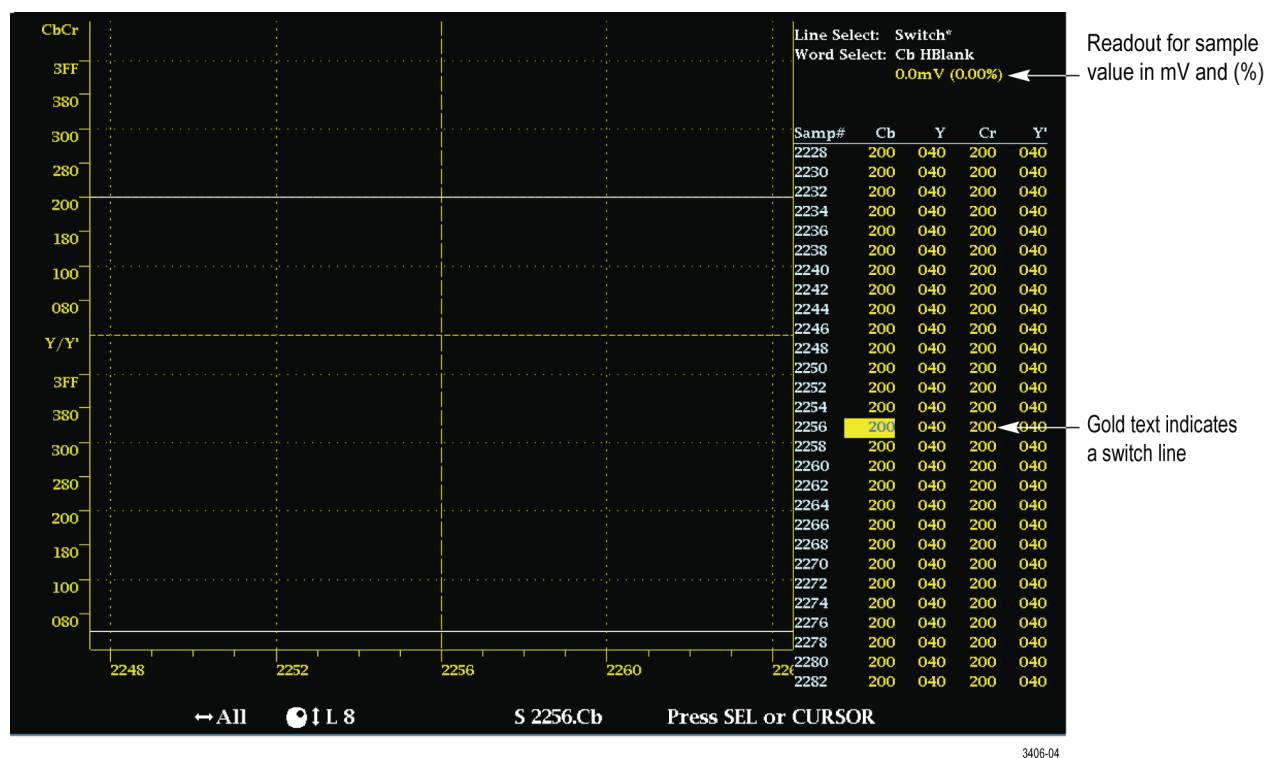 CbCr
3FF
380
300
280
200
180
100
080
Y/Y'
3FF
380
300
280
200
180
100
080
2248 2252 2256 2260
Line Select: Switch*
Word Select: Cb HBlank
0.0mV (0.00%)
Samp# Cb Y Cr Y'
2228 200 040 200 040
2230 200 040 200 040
2232 200 040 200 040
2234 200 040 200 040
2236 200 040 200 040
2238 200 040 200 040
2240 200 040 200 040
2242 200 040 200 040
2244 200 040 200 040
2246 200 040 200 040
2248 200 040 200 040
2250 200 040 200 040
2252 200 040 200 040
2254 200 040 200 040
2256 200 040 200 040
2258 200 040 200 040
2260 200 040 200 040
2262 200 040 200 040
2264 200 040 200 040
2266 200 040 200 040
2268 200 040 200 040
2270 200 040 200 040
2272 200 040 200 040
2274 200 040 200 040
2276 200 040 200 040
2278 200 040 200 040
2280 200 040 200 040
2282 200 040 200 040
↔ All ↕ L 8 S 2256.Cb Press SEL or CURSOR
Readout for sample
value in mV and (%)
Gold text indicates
a switch line
3406-04